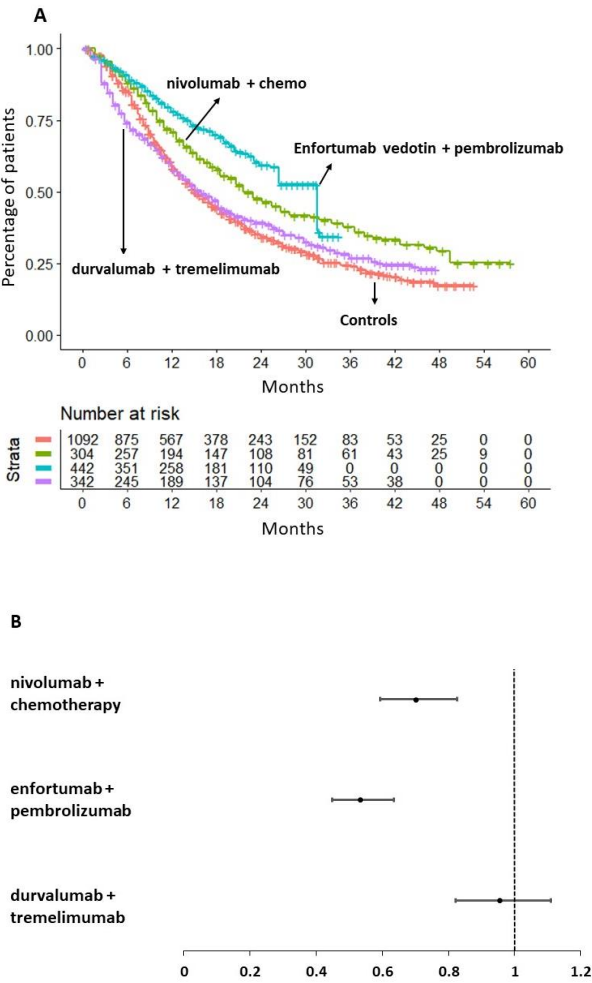 A
Percentage of patients
1.00
0.75
0.50
0.25
0.00
nivolumab + chemo
Enfortumab vedotin + pembrolizumab
durvalumab + tremelimumab
Controls
0 6 12 18 24 30 36 42 48 54 60
Months
Number at risk
Strata
1092 875 567 378 243 152 83 53 25 0 0
304 257 194 147 108 81 61 43 25 9 0
442 351 258 181 110 49 0 0 0 0 0
342 245 189 137 104 76 53 38 0 0 0
0 6 12 18 24 30 36 42 48 54 60
Months
B
nivolumab +
chemotherapy
enfortumab +
pembrolizumab
durvalumab +
tremelimumab
0 0.2 0.4 0.6 0.8 1 1.2